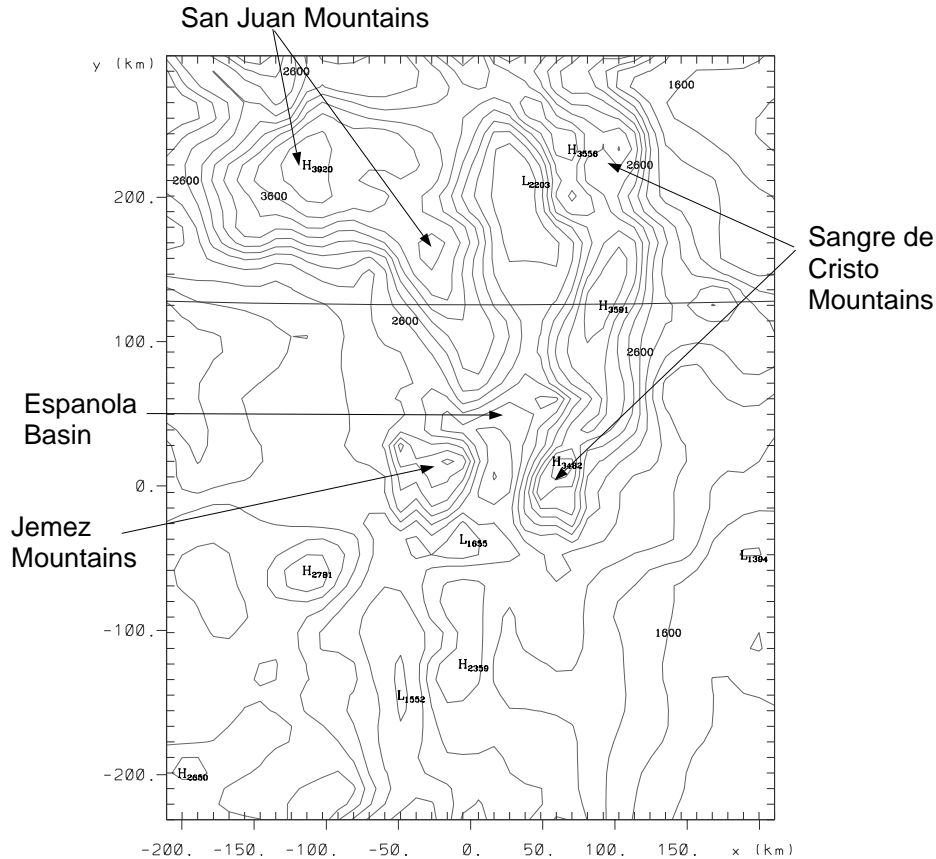 San Juan Mountains
y (km)
2600
1600
H3556
2600
H3920
2600
L2203
3600
200.
Sangre de
Cristo
Mountains
H3591
2600
100.
2600
Espanola
Basin
H3482
0.
Jemez
Mountains
L1655
L1394
H2781
-100.
1600
H2359
L1552
-200.
-200. -150. -100. -50. 0. 50. 100. 150. x (km)